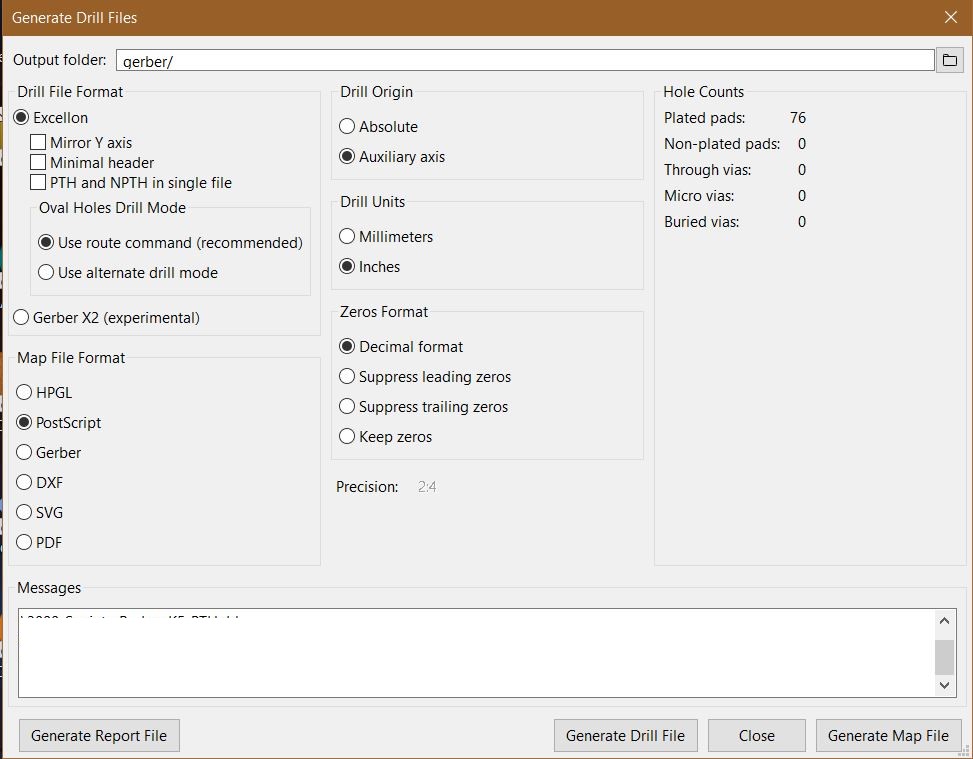 Generate Drill Files
Output folder:
gerber/
Drill File Format
Excellon
Mirror Y axis
Minimal header
PTH and NPTH in single file
Oval Holes Drill Mode
Use route command (recommended)
Use alternate drill mode
Gerber X2 (experimental)
Map File Format
HPGL
PostScript
Gerber
DXF
SVG
PDF
Drill Origin
Absolute
Auxiliary axis
Drill Units
Millimeters
Inches
Zeros Format
Decimal format
Suppress leading zeros
Suppress trailing zeros
Keep zeros
Precision: 2:4
Hole Counts
Plated pads: 76
Non-plated pads: 0
Through vias: 0
Micro vias: 0
Buried vias: 0
Messages
Generate Report File
Generate Drill File
Close
Generate Map File